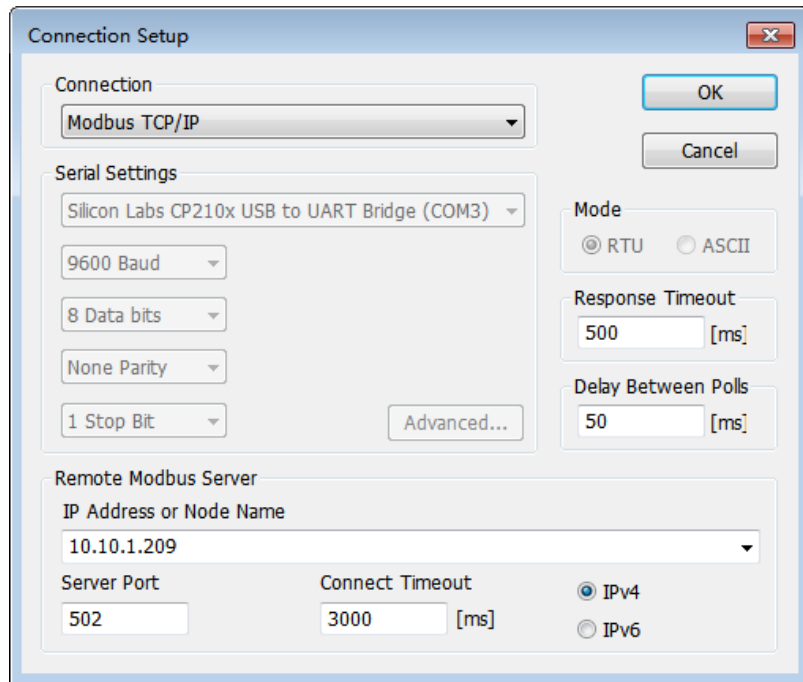 Connection Setup
Connection
OK
Modbus TCP/IP
Cancel
Serial Settings
Silicon Labs CP210x USB to UART Bridge (COM3)
Mode
RTU ASCII
9600 Baud
Response Timeout
8 Data bits
500 [ms]
None Parity
Delay Between Polls
1 Stop Bit Advanced... 50 [ms]
Remote Modbus Server
IP Address or Node Name
10.10.1.209
Server Port Connect Timeout IPv4
502 3000 [ms]
IPv6